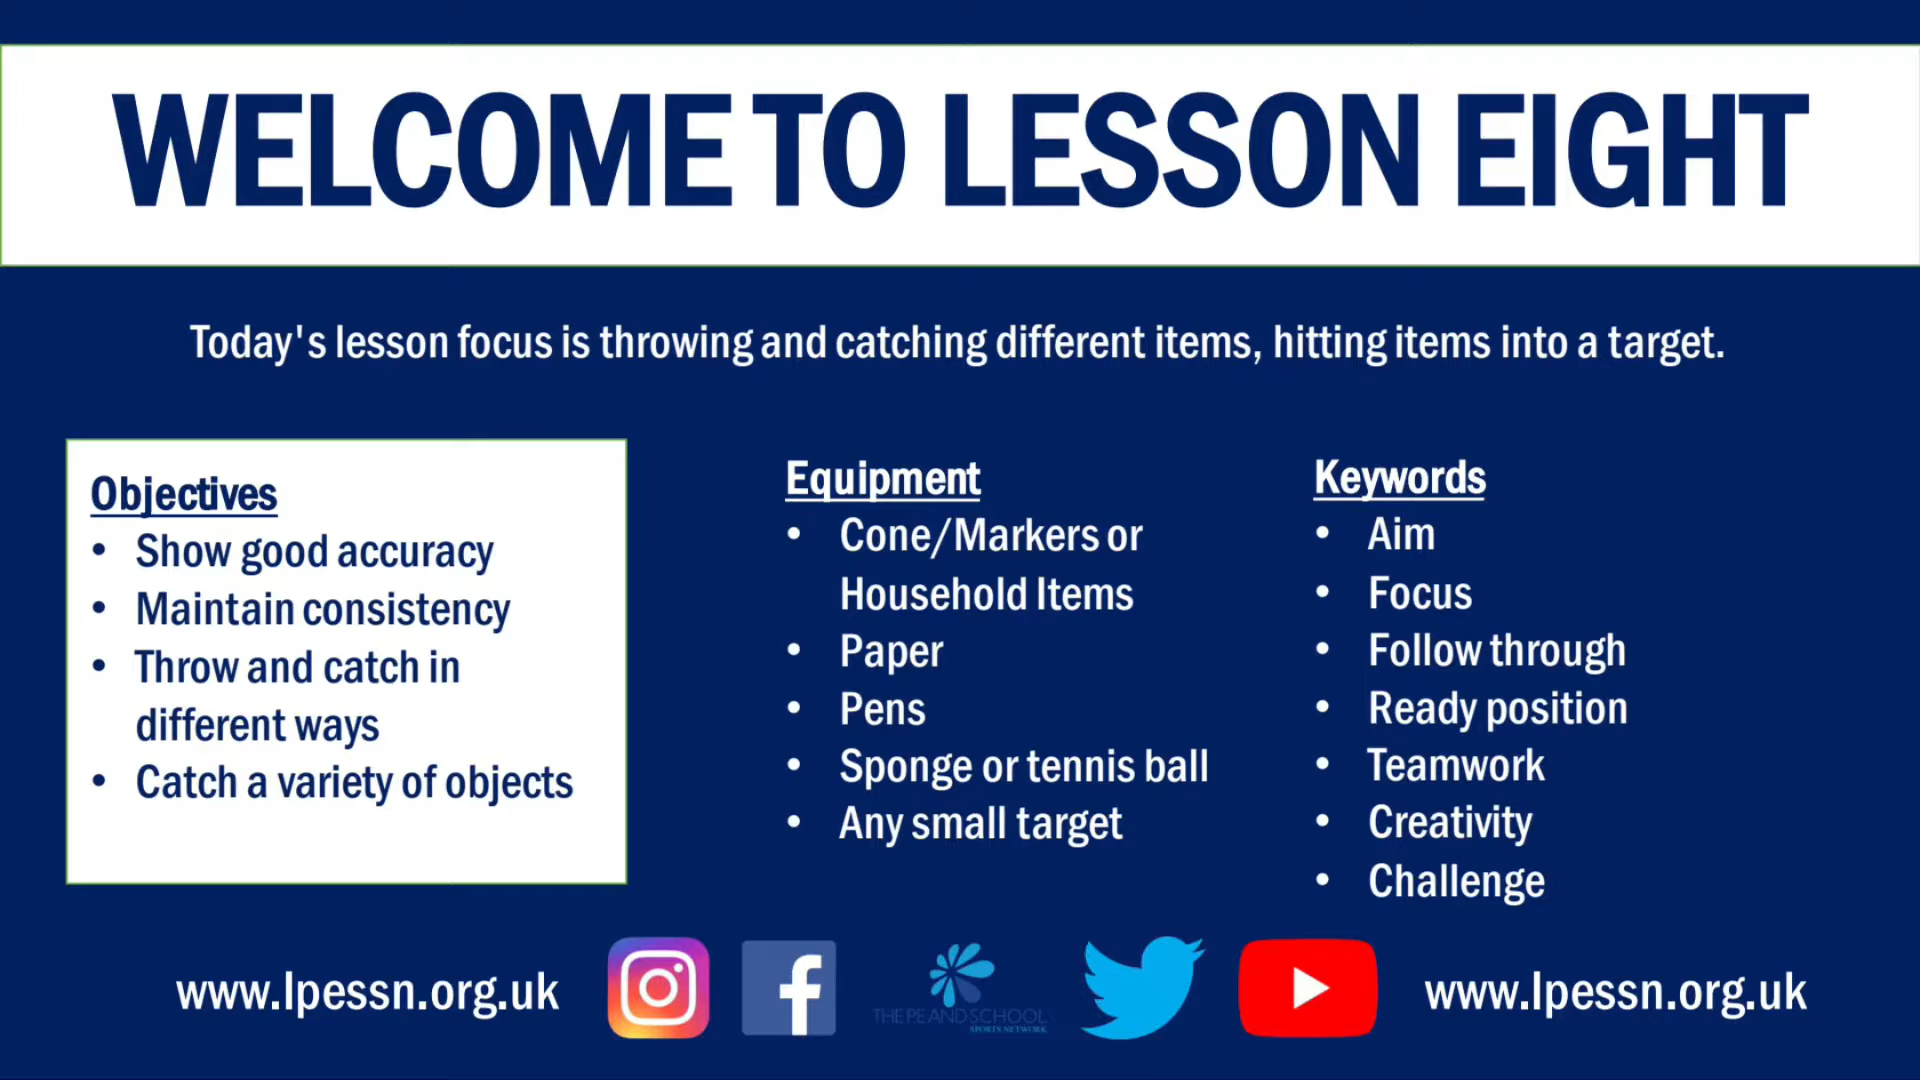 WELCOME TO LESSON EIGHT
Today's lesson focus is throwing and catching different items, hitting items into a target.
Objectives
• Show good accuracy
• Maintain consistency
• Throw and catch in
different ways
• Catch a variety of objects
Equipment
• Cone/Markers or
Household Items
• Paper
• Pens
• Sponge or tennis ball
• Any small target
Keywords
• Aim
• Focus
• Follow through
• Ready position
• Teamwork
• Creativity
• Challenge
www.lpessn.org.uk
THE PE AND SCHOOL
SPORTS NETWORK
www.lpessn.org.uk